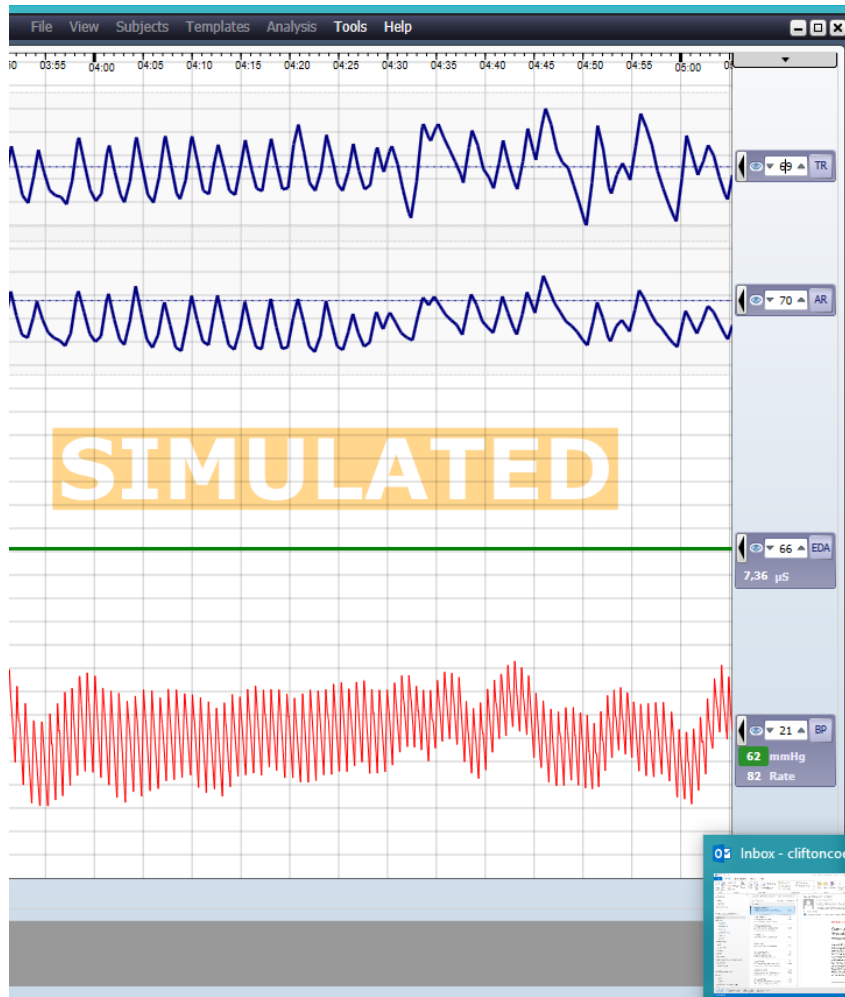 File View Subjects Templates Analysis Tools Help
03:55 04:00 04:05 04:10 04:15 04:20 04:25 04:30 04:35 04:40 04:45 04:50 04:55 05:00
69 TR
70 AR
SIMULATED
66 EDA
7,36 µS
21 BP
62 mmHg
82 Rate
Inbox - cliftoncoe